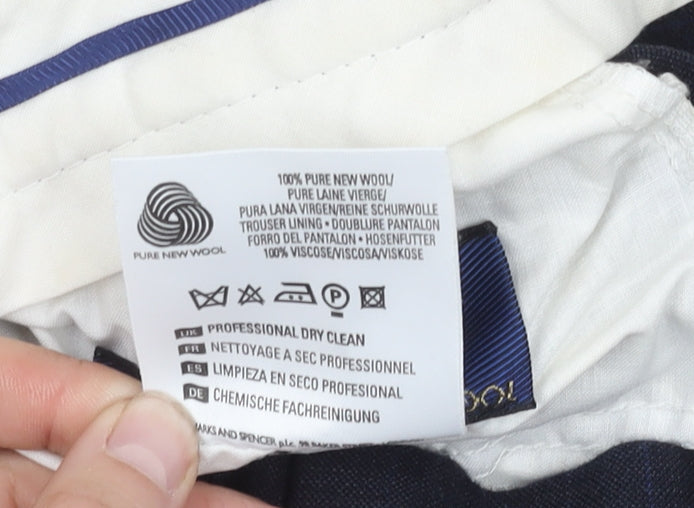 100% PURE NEW WOOL/
PURE LAINE VIERGE/
PURA LANA VIRGEN/REINE SCHURWOLLE
TROUSER LINING • DOUBLURE PANTALON
FORRO DEL PANTALON • HOSENFUTTER
100% VISCOSE/VISCOSA/VISKOSE
PURE NEW WOOL
P
UK PROFESSIONAL DRY CLEAN
FR NETTOYAGE A SEC PROFESSIONNEL
ES LIMPIEZA EN SECO PROFESIONAL
DE CHEMISCHE FACHREINIGUNG
AND SPENCER p.l.c.